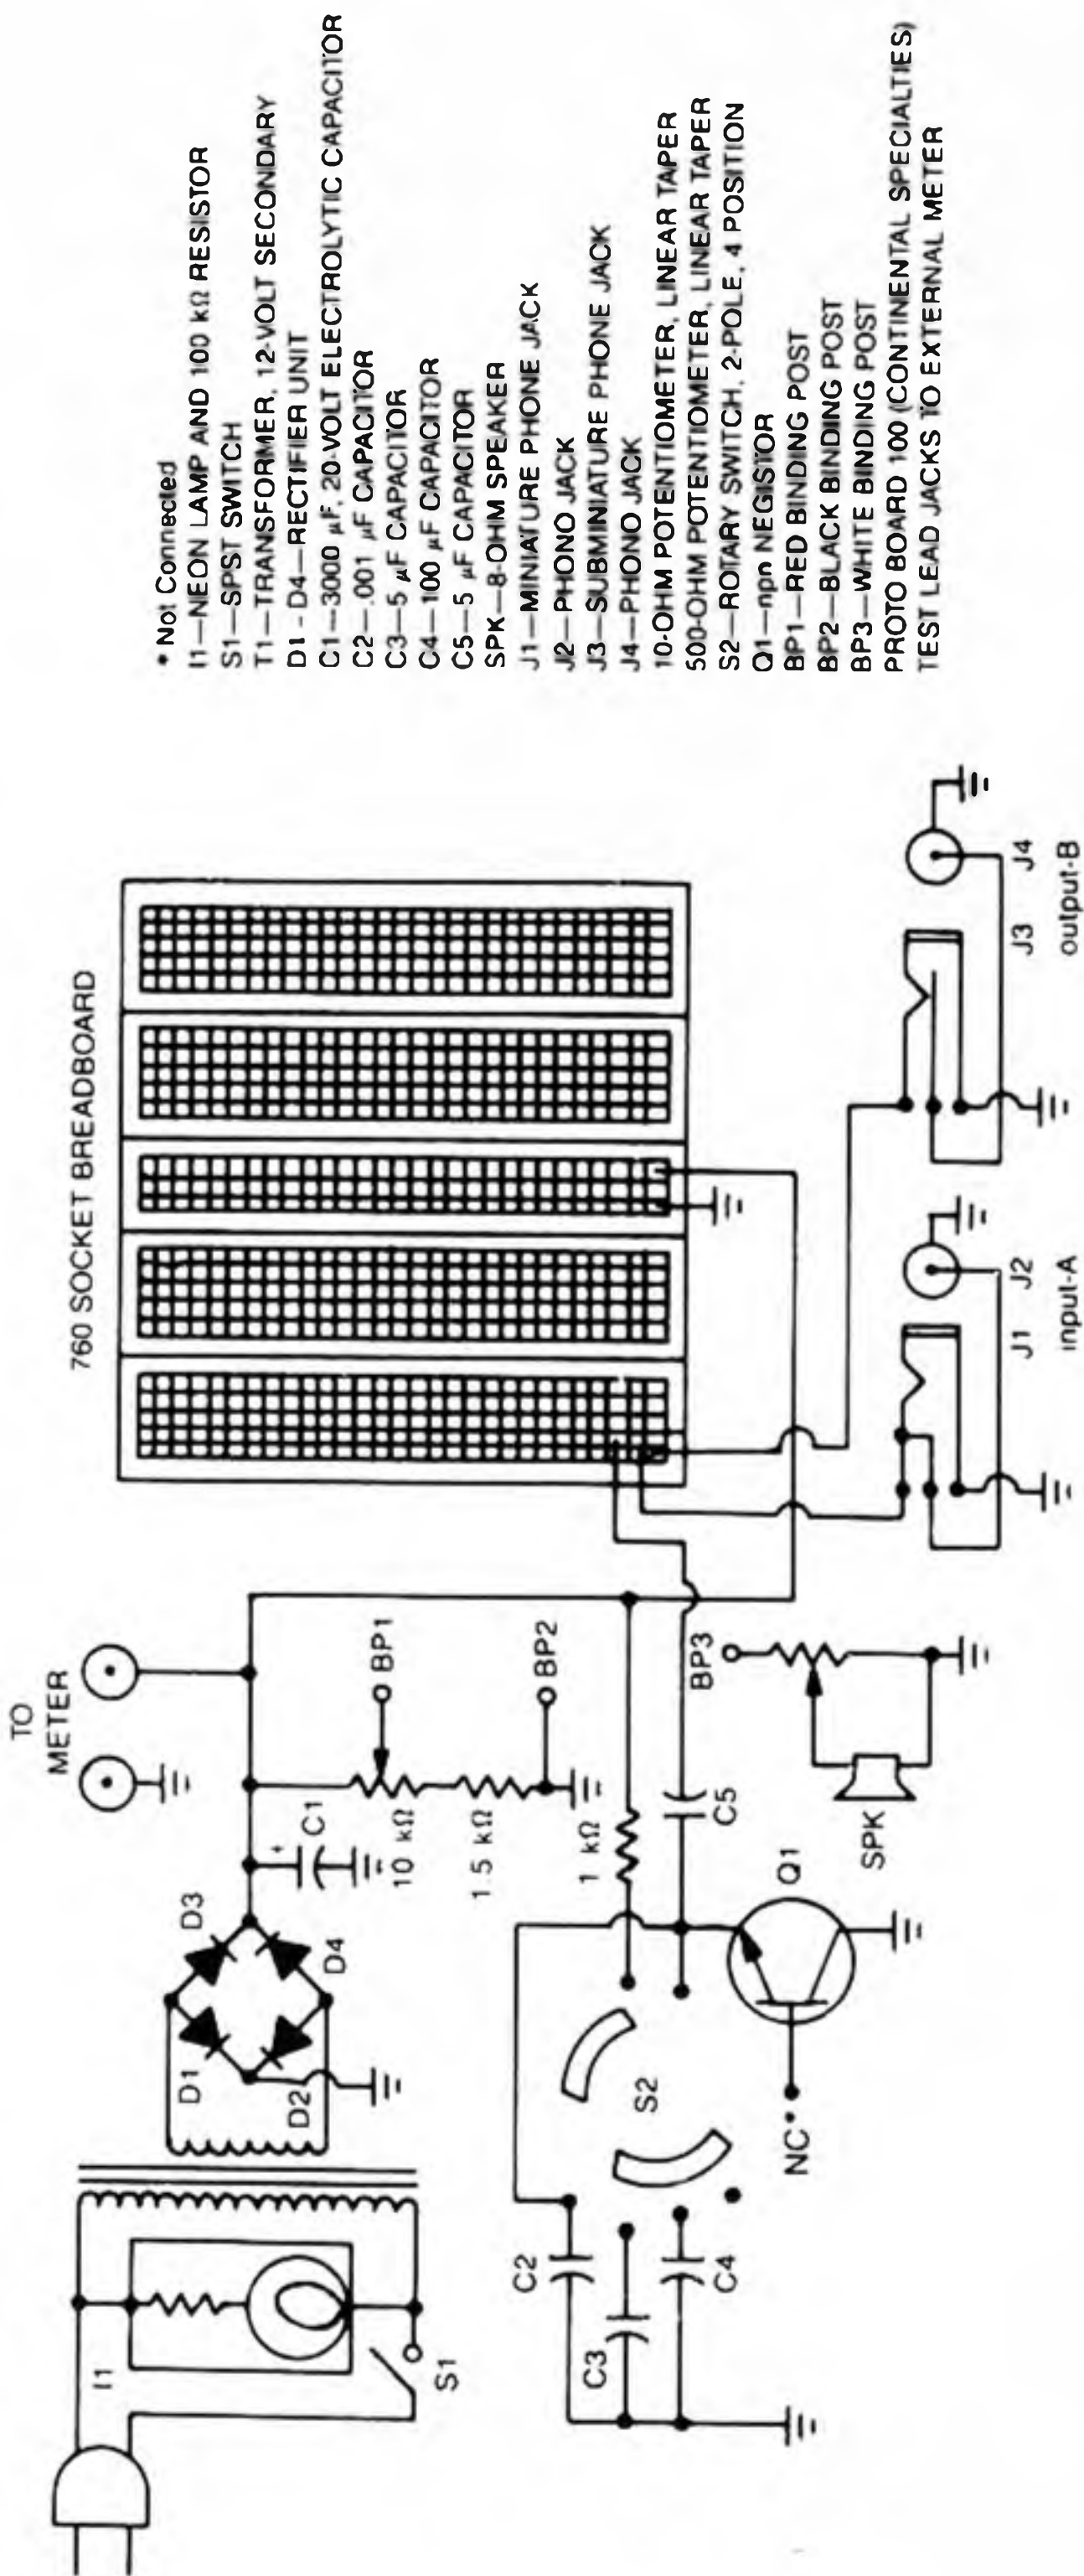 TO
METER
760 SOCKET BREADBOARD
I1
S1
D1
D2
D3
D4
+
C1
10 kΩ
1.5 kΩ
BP1
BP2
C2
C3
C4
S2
1 kΩ
C5
NC*
Q1
SPK
BP3
J1
J2
input-A
J3
J4
output-B
* Not Connected
I1—NEON LAMP AND 100 kΩ RESISTOR
S1—SPST SWITCH
T1—TRANSFORMER, 12-VOLT SECONDARY
D1 - D4—RECTIFIER UNIT
C1—3000 µF, 20-VOLT ELECTROLYTIC CAPACITOR
C2—.001 µF CAPACITOR
C3—5 µF CAPACITOR
C4—100 µF CAPACITOR
C5—5 µF CAPACITOR
SPK—8-OHM SPEAKER
J1—MINIATURE PHONE JACK
J2—PHONO JACK
J3—SUBMINIATURE PHONE JACK
J4—PHONO JACK
10-OHM POTENTIOMETER, LINEAR TAPER
500-OHM POTENTIOMETER, LINEAR TAPER
S2—ROTARY SWITCH, 2-POLE, 4 POSITION
Q1—npn NEGISTOR
BP1—RED BINDING POST
BP2—BLACK BINDING POST
BP3—WHITE BINDING POST
PROTO BOARD 100 (CONTINENTAL SPECIALTIES)
TEST LEAD JACKS TO EXTERNAL METER